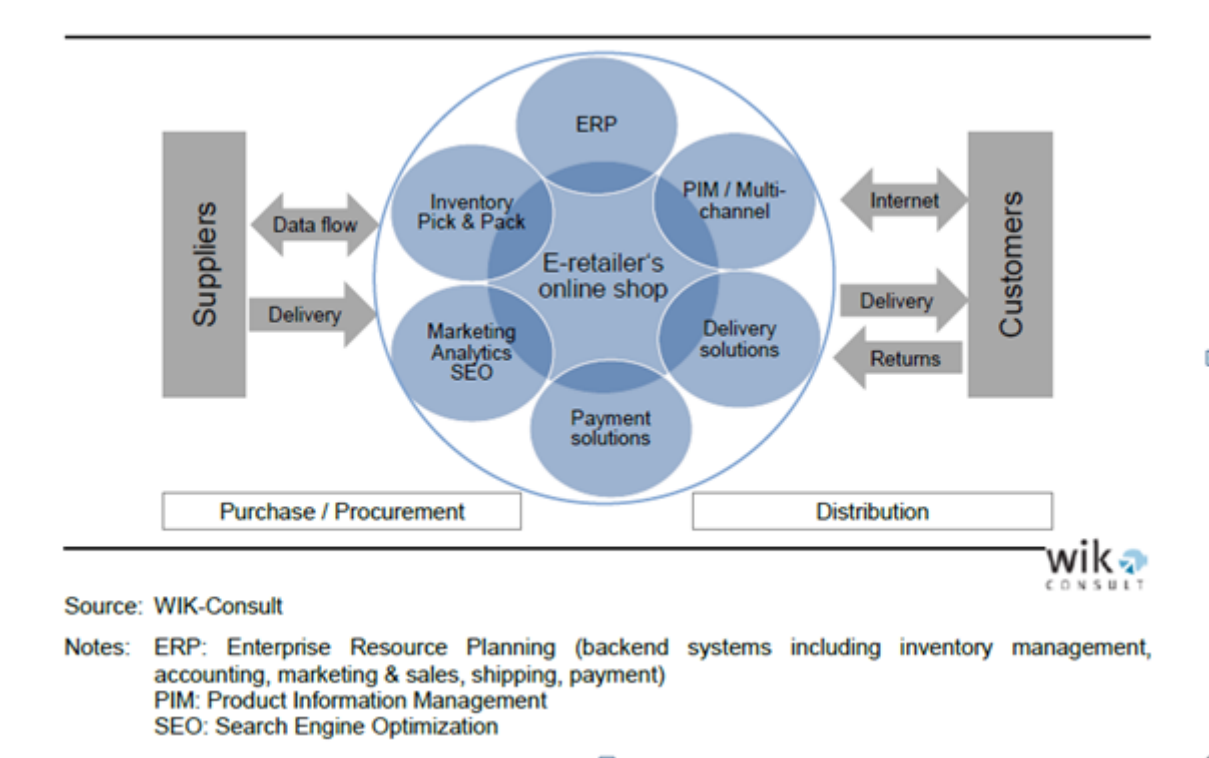 ERP
Inventory
Pick & Pack
PIM / Multi-
channel
E-retailer's
online shop
Marketing
Analytics
SEO
Delivery
solutions
Payment
solutions
Suppliers
Data flow
Delivery
Internet
Delivery
Returns
Customers
Purchase / Procurement
Distribution
wik
CONSULT
Source: WIK-Consult
Notes: ERP: Enterprise Resource Planning (backend systems including inventory management,
accounting, marketing & sales, shipping, payment)
PIM: Product Information Management
SEO: Search Engine Optimization